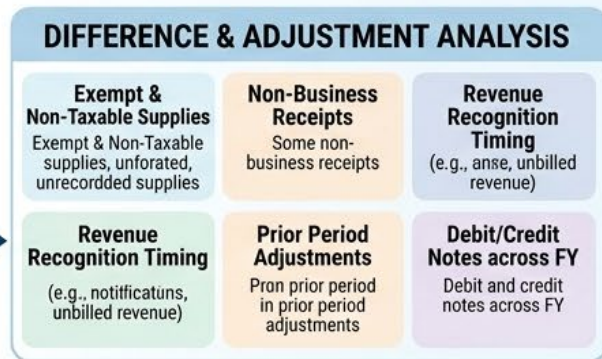 DIFFERENCE & ADJUSTMENT ANALYSIS
Exempt &
Non-Taxable Supplies
Exempt & Non-Taxable
supplies, unforated,
unrecordded supplies
Non-Business
Receipts
Some non-
business receipts
Revenue
Recognition
Timing
(e.g., anse, unbilled
revenue)
Revenue
Recognition Timing
(e.g., notifificatuns,
unbilled revenue)
Prior Period
Adjustments
Pron prior period
in prior period
adjustments
Debit/Credit
Notes across FY
Debit and credit
notes across FY